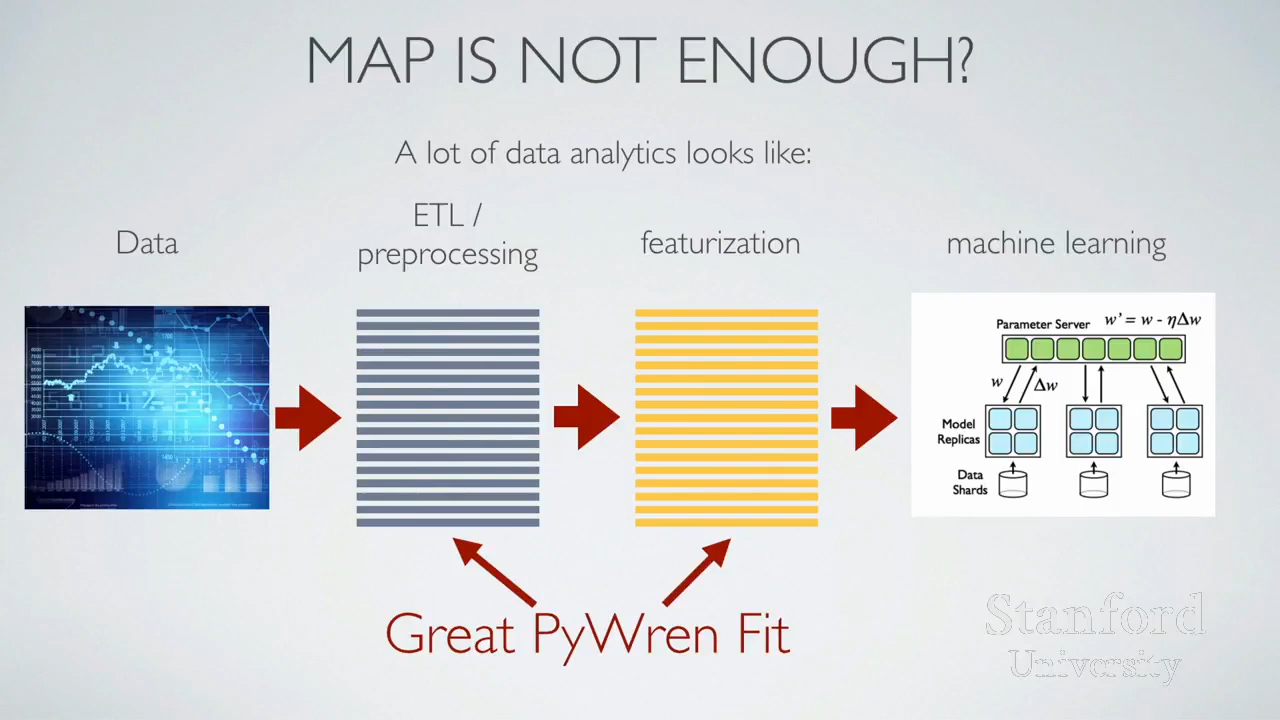 MAP IS NOT ENOUGH?
A lot of data analytics looks like:
Data
ETL /
preprocessing
featurization
machine learning
Parameter Server
w' = w - ηΔw
w
Δw
Model
Replicas
Data
Shards
Great PyWren Fit
Stanford
University